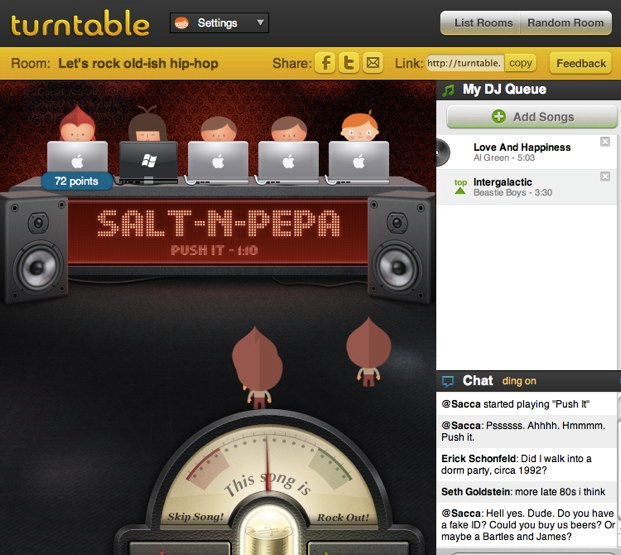 turntable
Settings
List Rooms
Random Room
Room: Let's rock old-ish hip-hop
Share:
Link: http://turntable. copy
Feedback
72 points
SALT-N-PEPA
PUSH IT - 1:10
This song is
Skip Song!
Rock Out!
My DJ Queue
Add Songs
Love And Happiness
Al Green - 5:03
top
Intergalactic
Beastie Boys - 3:30
Chat
ding on
@Sacca started playing "Push It"
@Sacca: Pssssss. Ahhhh. Hmmmm.
Push it.
Erick Schonfeld: Did I walk into a
dorm party, circa 1992?
Seth Goldstein: more late 80s i think
@Sacca: Hell yes. Dude. Do you have
a fake ID? Could you buy us beers? Or
maybe a Bartles and James?